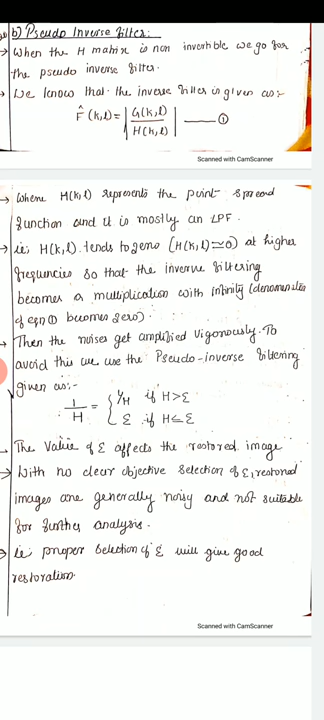 b) Pseudo Inverse filter:
→ When the H matrix is non invertible we go for
the pseudo inverse filter.
→ We know that the inverse filter is given as:-
F̂(k,l) = | G(k,l) / H(k,l) | —— ①
Scanned with CamScanner
→ where H(k,l) represents the point spread
function and it is mostly an LPF.
→ ie; H(k,l) tends to zero (H(k,l)≃0) at higher
frequencies so that the inverse filtering
becomes a multiplication with infinity (denominator
of eqn ① becomes zero).
→ Then the noises get amplified vigorously. To
avoid this we use the Pseudo-inverse filtering
given as:-
1/H = { 1/H if H>ε
ε if H≤ε
→ The Value of ε affects the restored image
→ With no clear objective selection of ε, restored
images are generally noisy and not suitable
for further analysis.
→ ie; proper selection of ε will give good
restoration.
Scanned with CamScanner